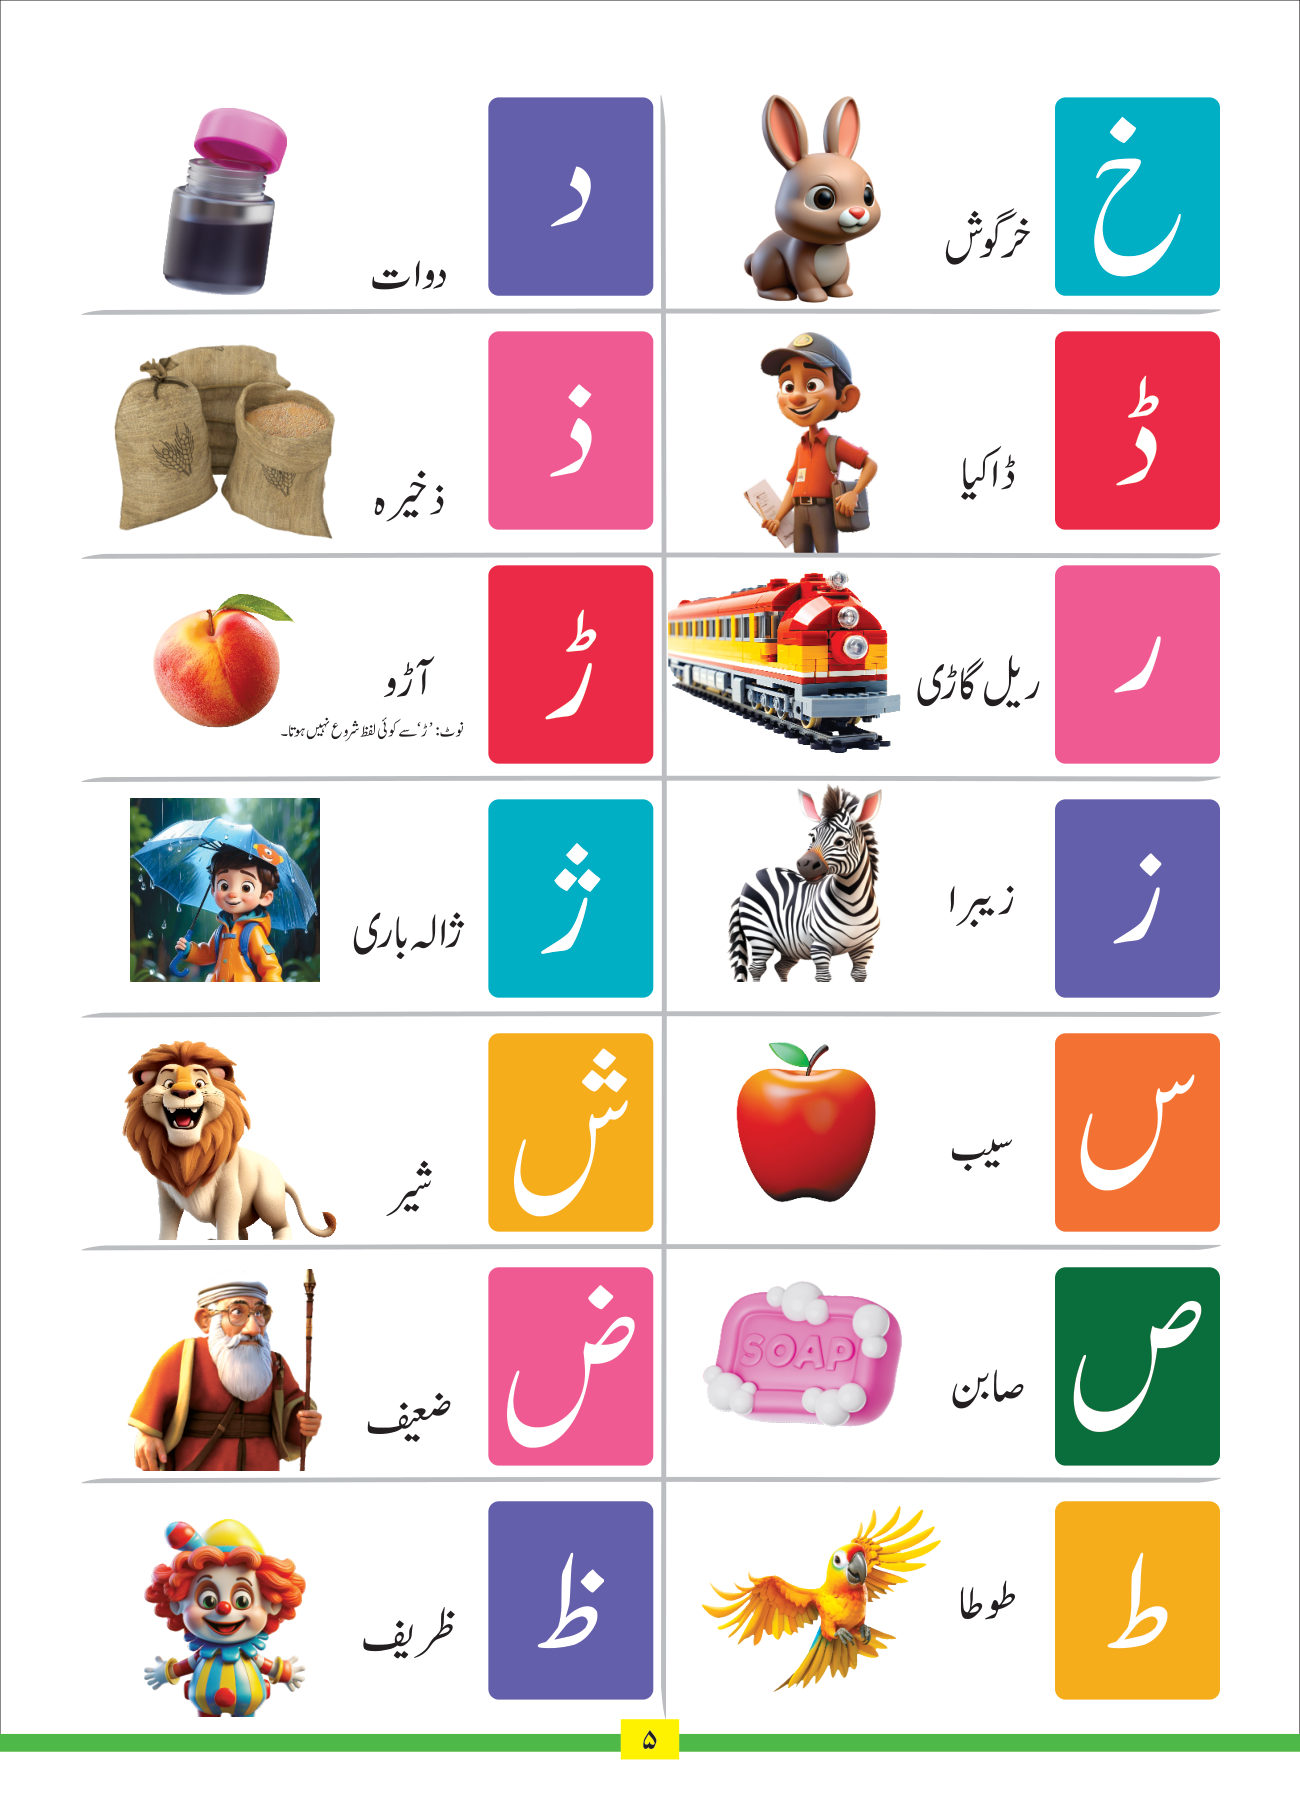 خ
خرگوش
د
دوات
ڈ
ڈاکیا
ذ
ذخیرہ
ر
ریل گاڑی
ڑ
آڑو
نوٹ: ’ڑ‘ سے کوئی لفظ شروع نہیں ہوتا۔
ز
زیبرا
ژ
ژالہ باری
س
سیب
ش
شیر
ص
صابن
SOAP
ض
ضعیف
ط
طوطا
ظ
ظریف
۵